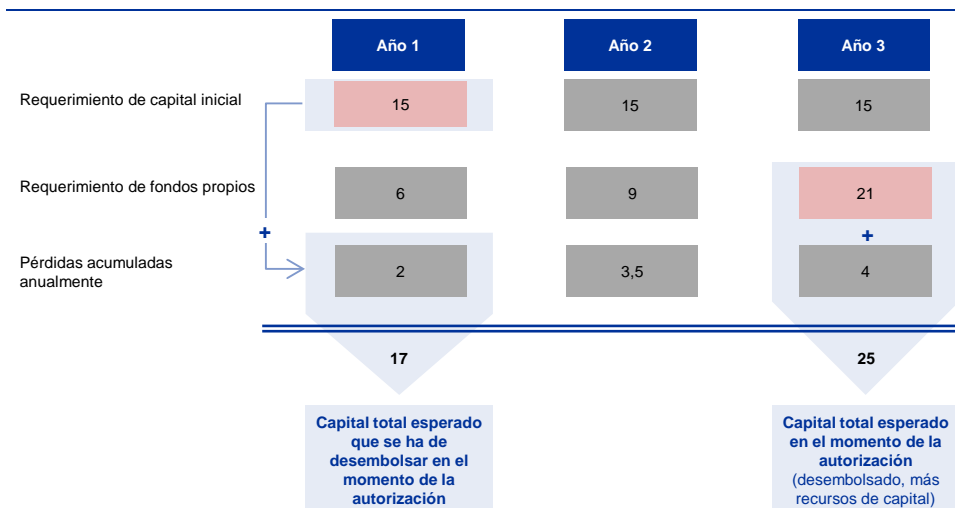 Año 1
Año 2
Año 3
Requerimiento de capital inicial
15
15
15
Requerimiento de fondos propios
6
9
21
+
+
Pérdidas acumuladas
anualmente
2
3,5
4
17
25
Capital total esperado
que se ha de
desembolsar en el
momento de la
autorización
Capital total esperado
en el momento de la
autorización
(desembolsado, más
recursos de capital)